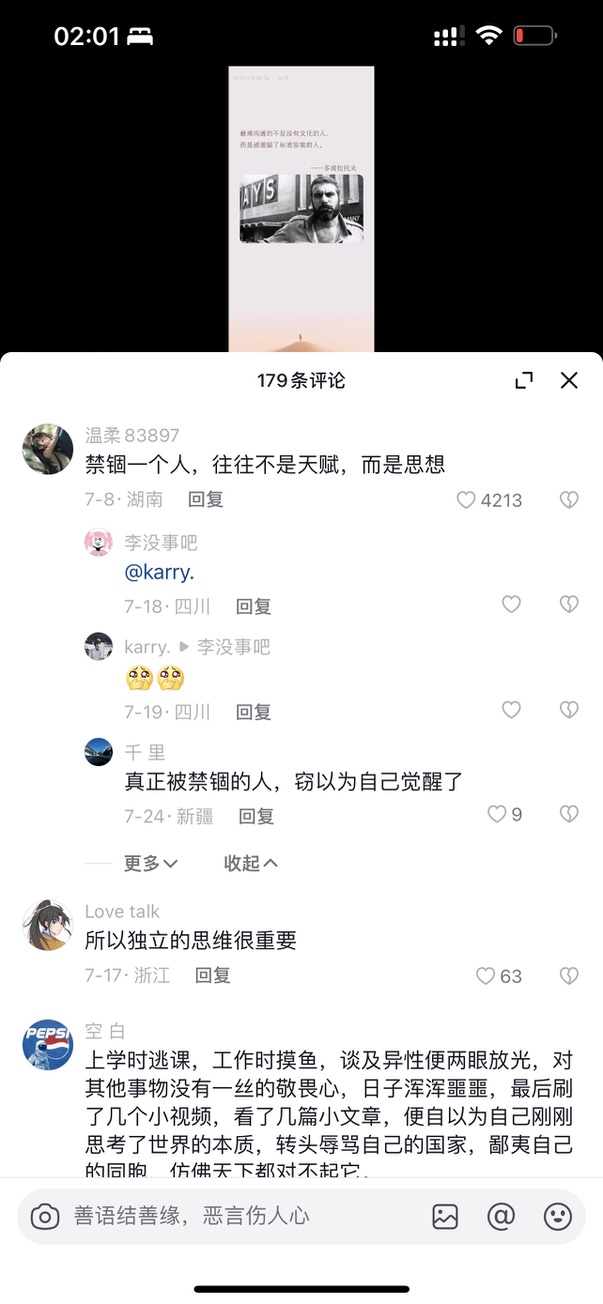 02:01
最难沟通的不是没有文化的人,
而是被灌输了标准答案的人。
——多甫拉托夫
AYS
179条评论
温柔83897
禁锢一个人，往往不是天赋，而是思想
7-8·湖南 回复 4213
李没事吧
@karry.
7-18·四川 回复
karry. ▶ 李没事吧
🥺🥺
7-19·四川 回复
千 里
真正被禁锢的人，窃以为自己觉醒了
7-24·新疆 回复 9
更多 收起
Love talk
所以独立的思维很重要
7-17·浙江 回复 63
PEPSI
空 白
上学时逃课，工作时摸鱼，谈及异性便两眼放光，对
其他事物没有一丝的敬畏心，日子浑浑噩噩，最后刷
了几个小视频，看了几篇小文章，便自以为自己刚刚
思考了世界的本质，转头辱骂自己的国家，鄙夷自己
的同胞，仿佛天下都对不起它。
善语结善缘，恶言伤人心